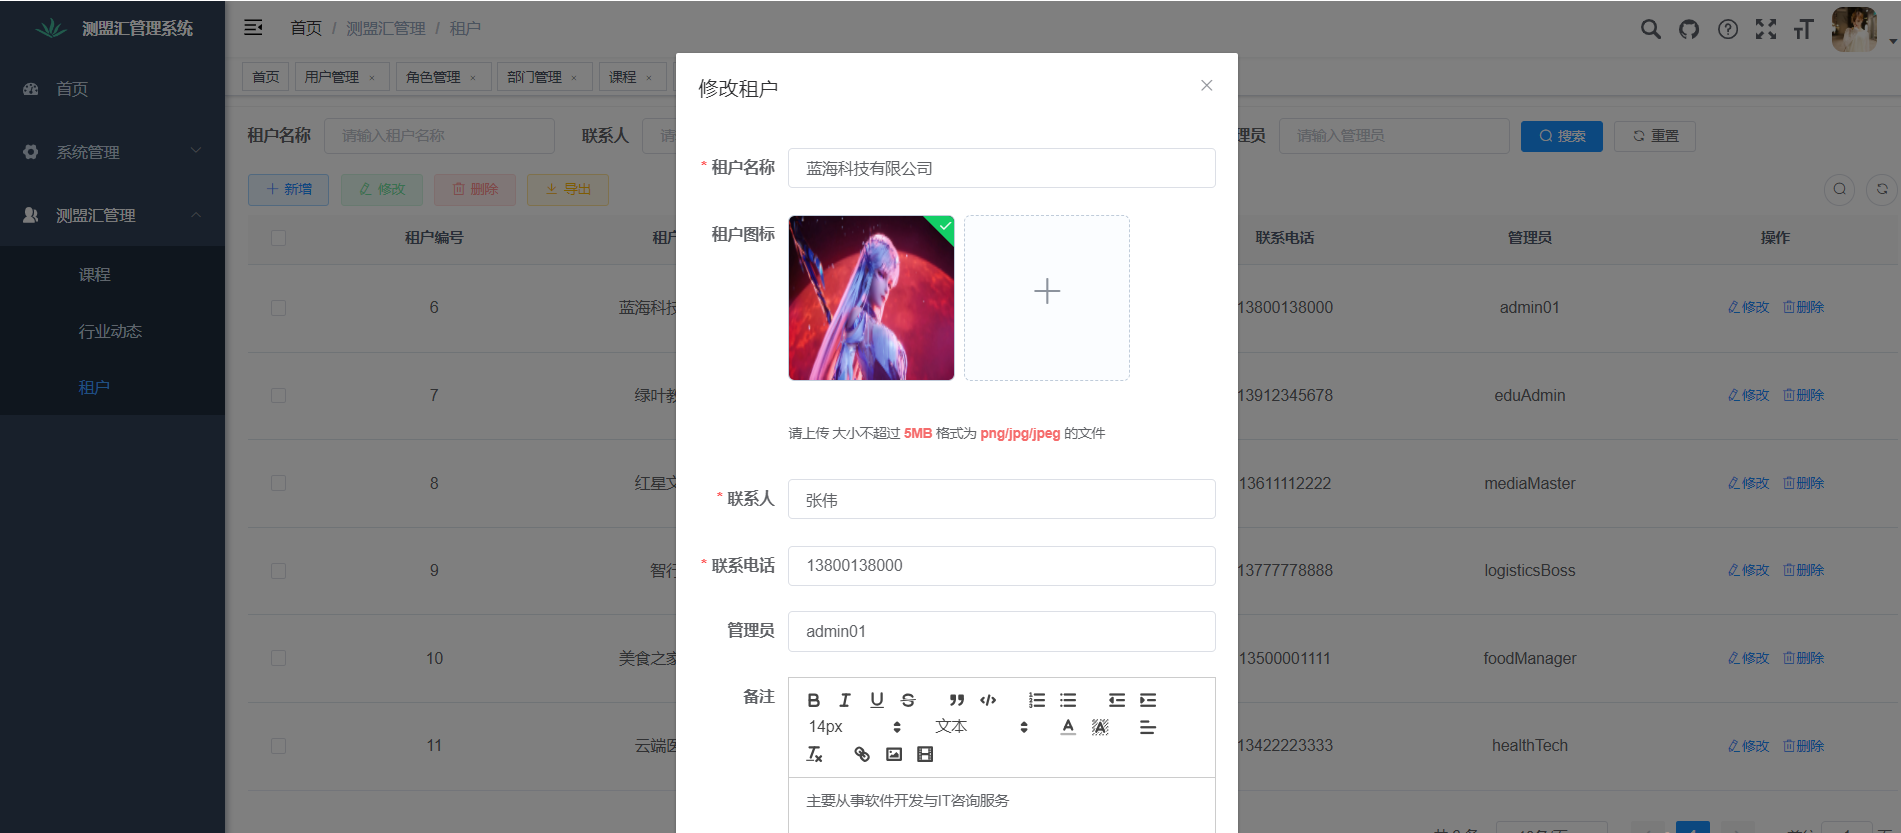 测盟汇管理系统
首页 / 测盟汇管理 / 租户
首页
系统管理
测盟汇管理
课程
行业动态
租户
首页 用户管理 × 角色管理 × 部门管理 × 课程 ×
租户名称 请输入租户名称 联系人 请
理员 请输入管理员 搜索 重置
+ 新增 修改 删除 导出
租户编号 租户 联系电话 管理员 操作
6 蓝海科技 13800138000 admin01 修改 删除
7 绿叶教 13912345678 eduAdmin 修改 删除
8 红星文 13611112222 mediaMaster 修改 删除
9 智行 13777778888 logisticsBoss 修改 删除
10 美食之家 13500001111 foodManager 修改 删除
11 云端医 13422223333 healthTech 修改 删除
修改租户
* 租户名称 蓝海科技有限公司
租户图标
请上传 大小不超过 5MB 格式为 png/jpg/jpeg 的文件
* 联系人 张伟
* 联系电话 13800138000
管理员 admin01
备注
14px 文本
主要从事软件开发与IT咨询服务